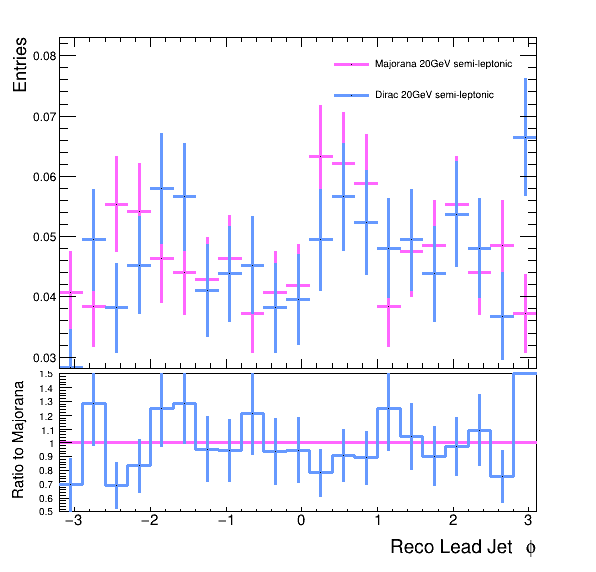 Entries
0.08
Majorana 20GeV semi-leptonic
Dirac 20GeV semi-leptonic
0.07
0.06
0.05
0.04
0.03
Ratio to Majorana
1.5
1.4
1.3
1.2
1.1
1
0.9
0.8
0.7
0.6
0.5
−3 −2 −1 0 1 2 3
Reco Lead Jet ϕ